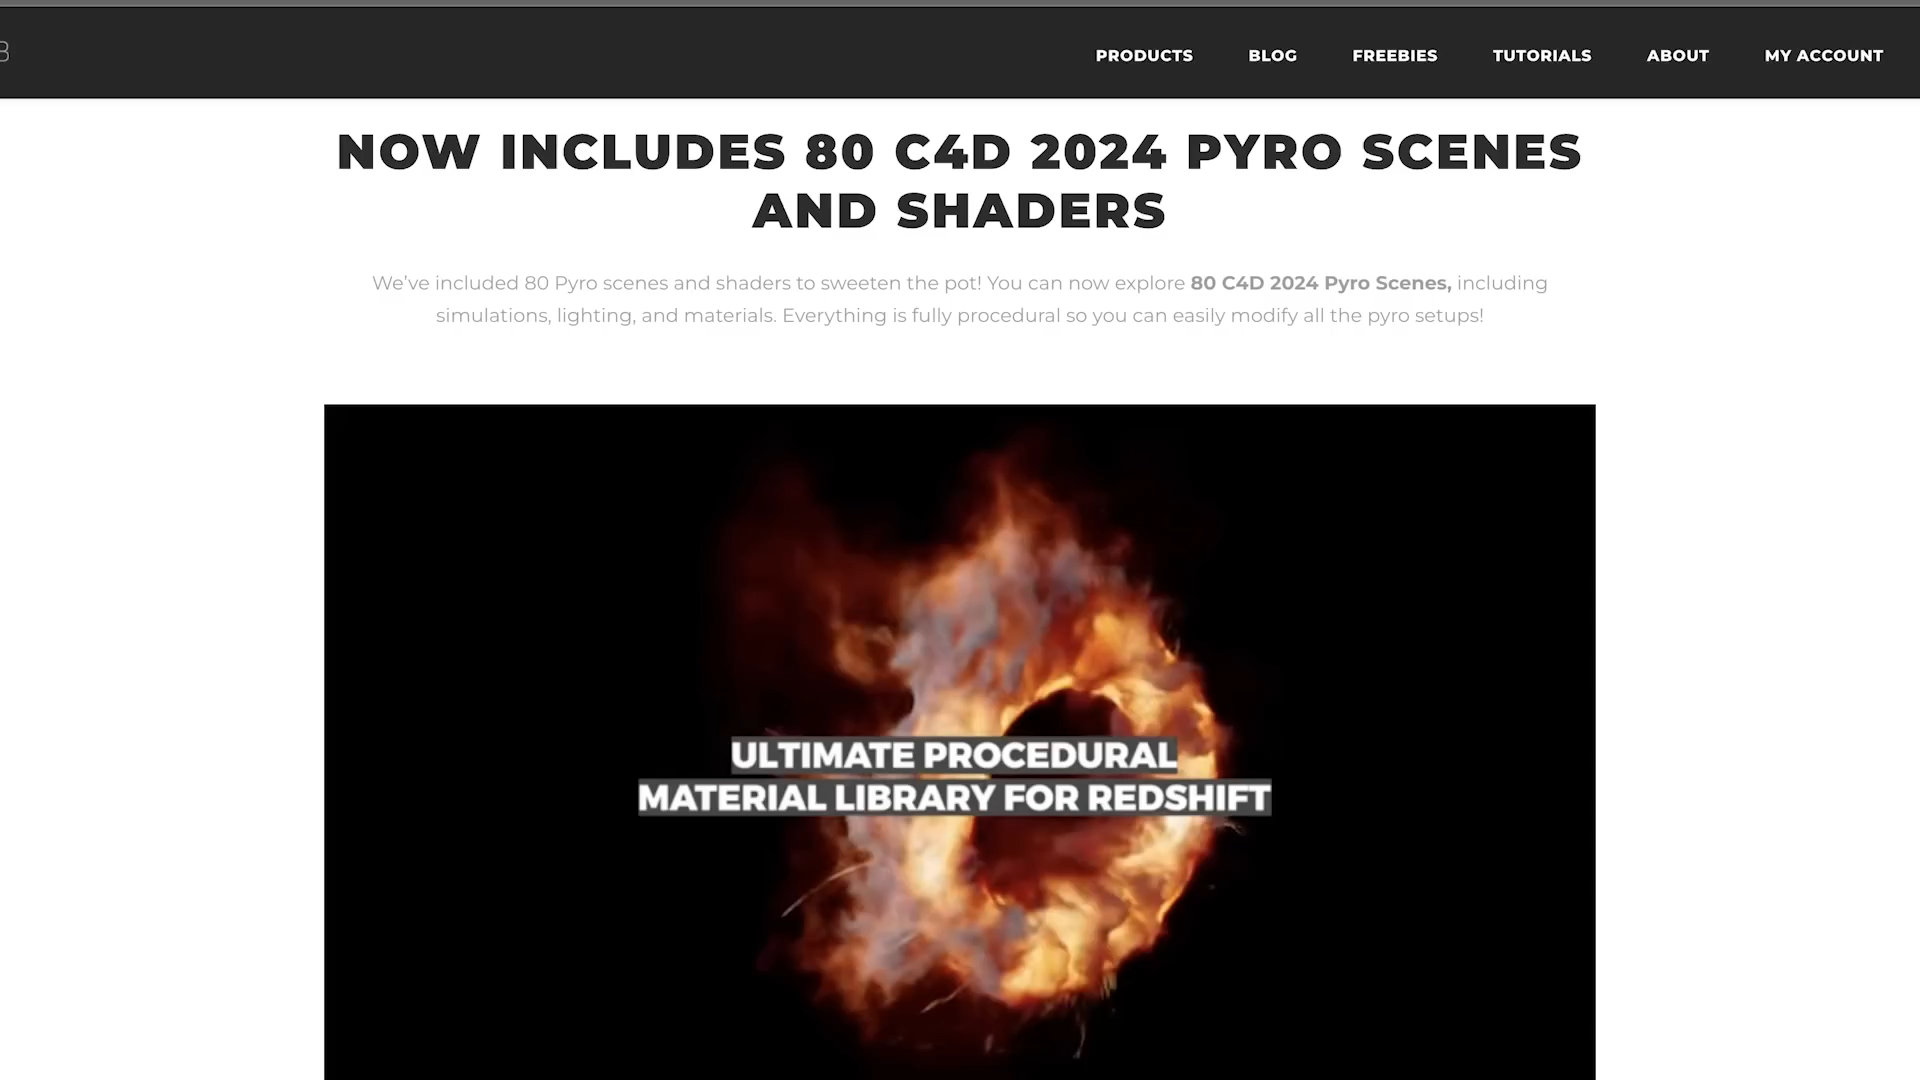 B
PRODUCTS BLOG FREEBIES TUTORIALS ABOUT MY ACCOUNT
NOW INCLUDES 80 C4D 2024 PYRO SCENES
AND SHADERS
We’ve included 80 Pyro scenes and shaders to sweeten the pot! You can now explore 80 C4D 2024 Pyro Scenes, including
simulations, lighting, and materials. Everything is fully procedural so you can easily modify all the pyro setups!
ULTIMATE PROCEDURAL
MATERIAL LIBRARY FOR REDSHIFT